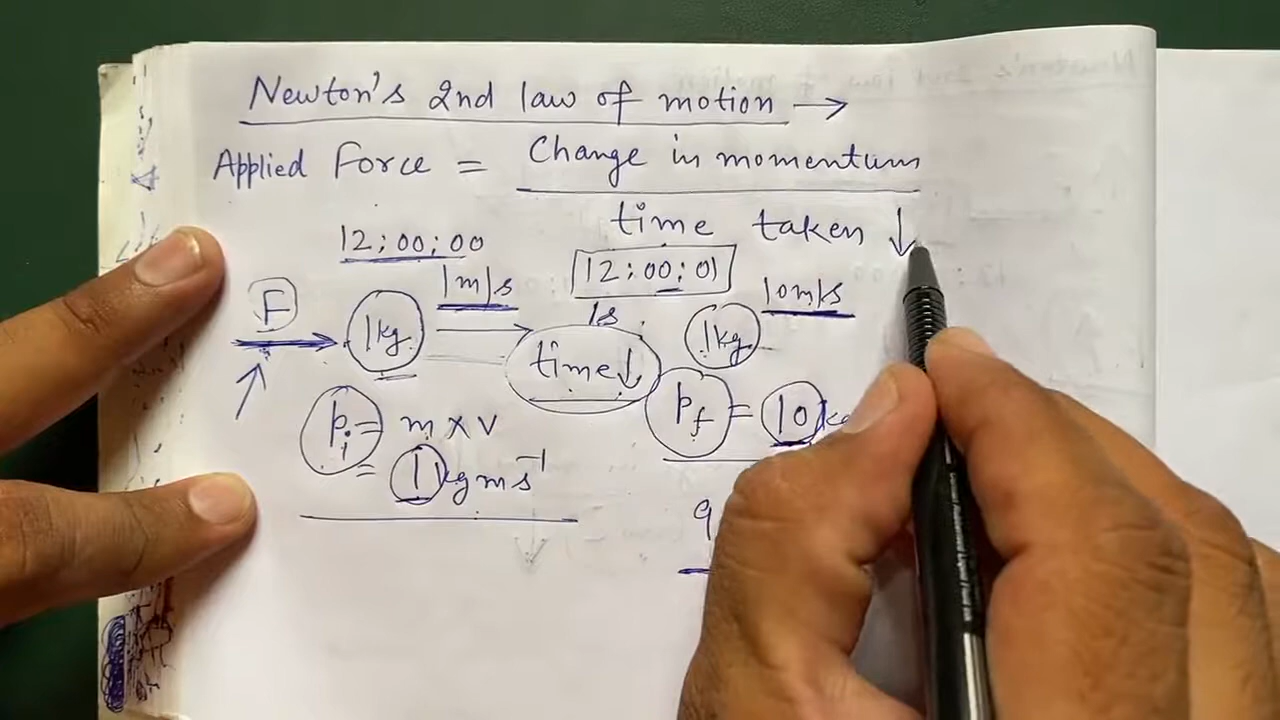 Newton's 2nd law of motion →
Applied Force = Change in momentum
time taken ↓
12:00:00
12:00:01
1m/s
10m/s
F
1kg
1s
1kg
time↓
Pi = m x v
Pf = 10
= 1kgms⁻¹
9